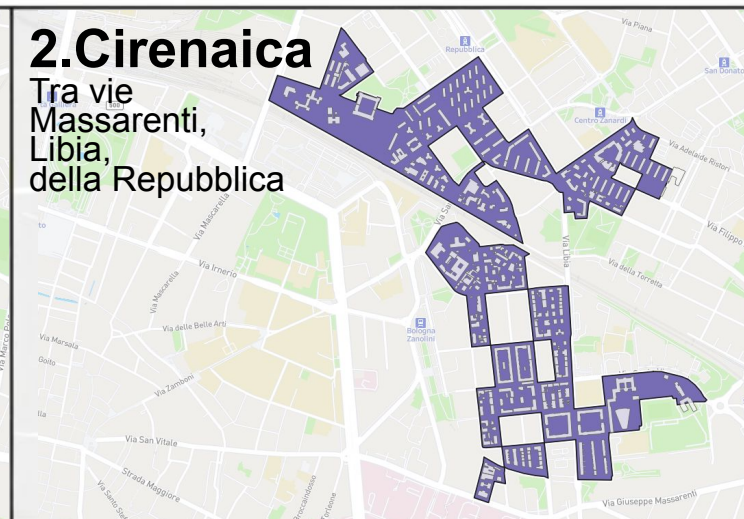 2.Cirenaica
Tra vie
Massarenti,
Libia,
della Repubblica
Via Piana
Repubblica
San Donato
Centro Zanardi
Via Adelaide Ristori
Via Mascarella
Via Filippo
Via Libia
Via della Torretta
Via Irnerio
Via Mascarella
Via delle Belle Arti
Bologna
Zanolini
Via Marsala
Goito
Via Zamboni
Via San Vitale
Strada Maggiore
Via Giuseppe Massarenti